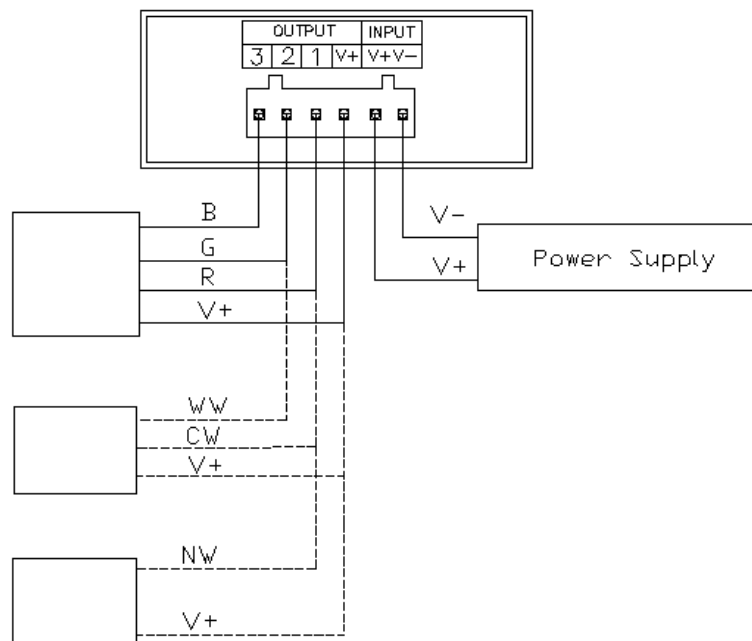 OUTPUT INPUT
3 2 1 V+ V+ V-
B
G
R
V+
V-
V+
Power Supply
WW
CW
V+
NW
V+